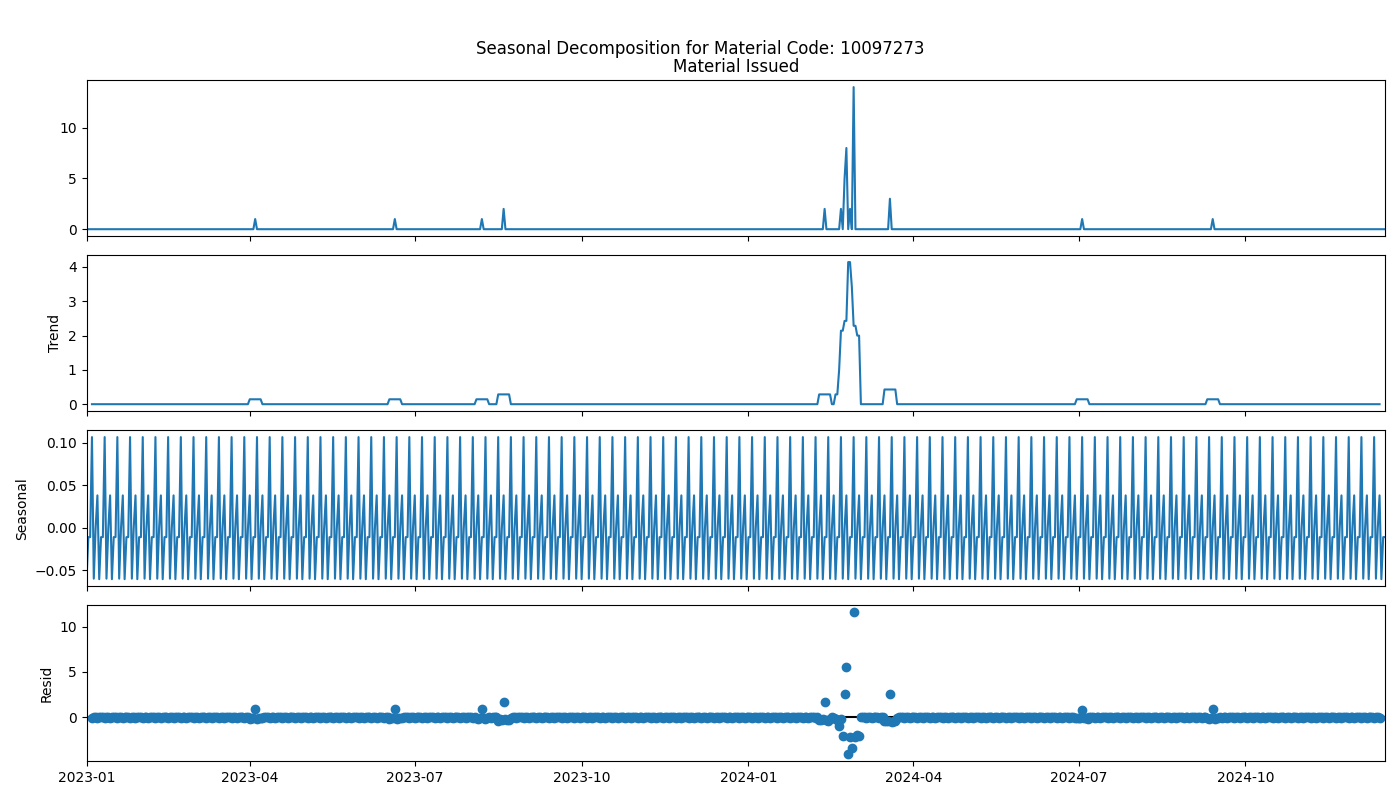 Seasonal Decomposition for Material Code: 10097273
Material Issued
10
5
0
4
3
2
1
0
Trend
0.10
0.05
0.00
−0.05
Seasonal
10
5
0
Resid
2023-01 2023-04 2023-07 2023-10 2024-01 2024-04 2024-07 2024-10